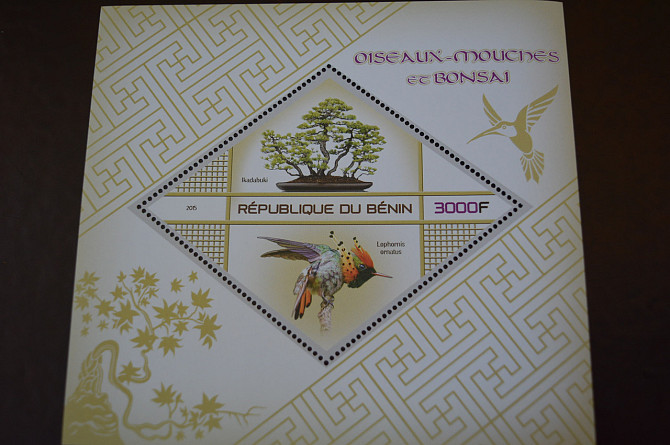 OISEAUX-MOUCHES
ET BONSAI
Ikadabuki
2015
RÉPUBLIQUE DU BÉNIN
3000F
Lophornis
ornatus